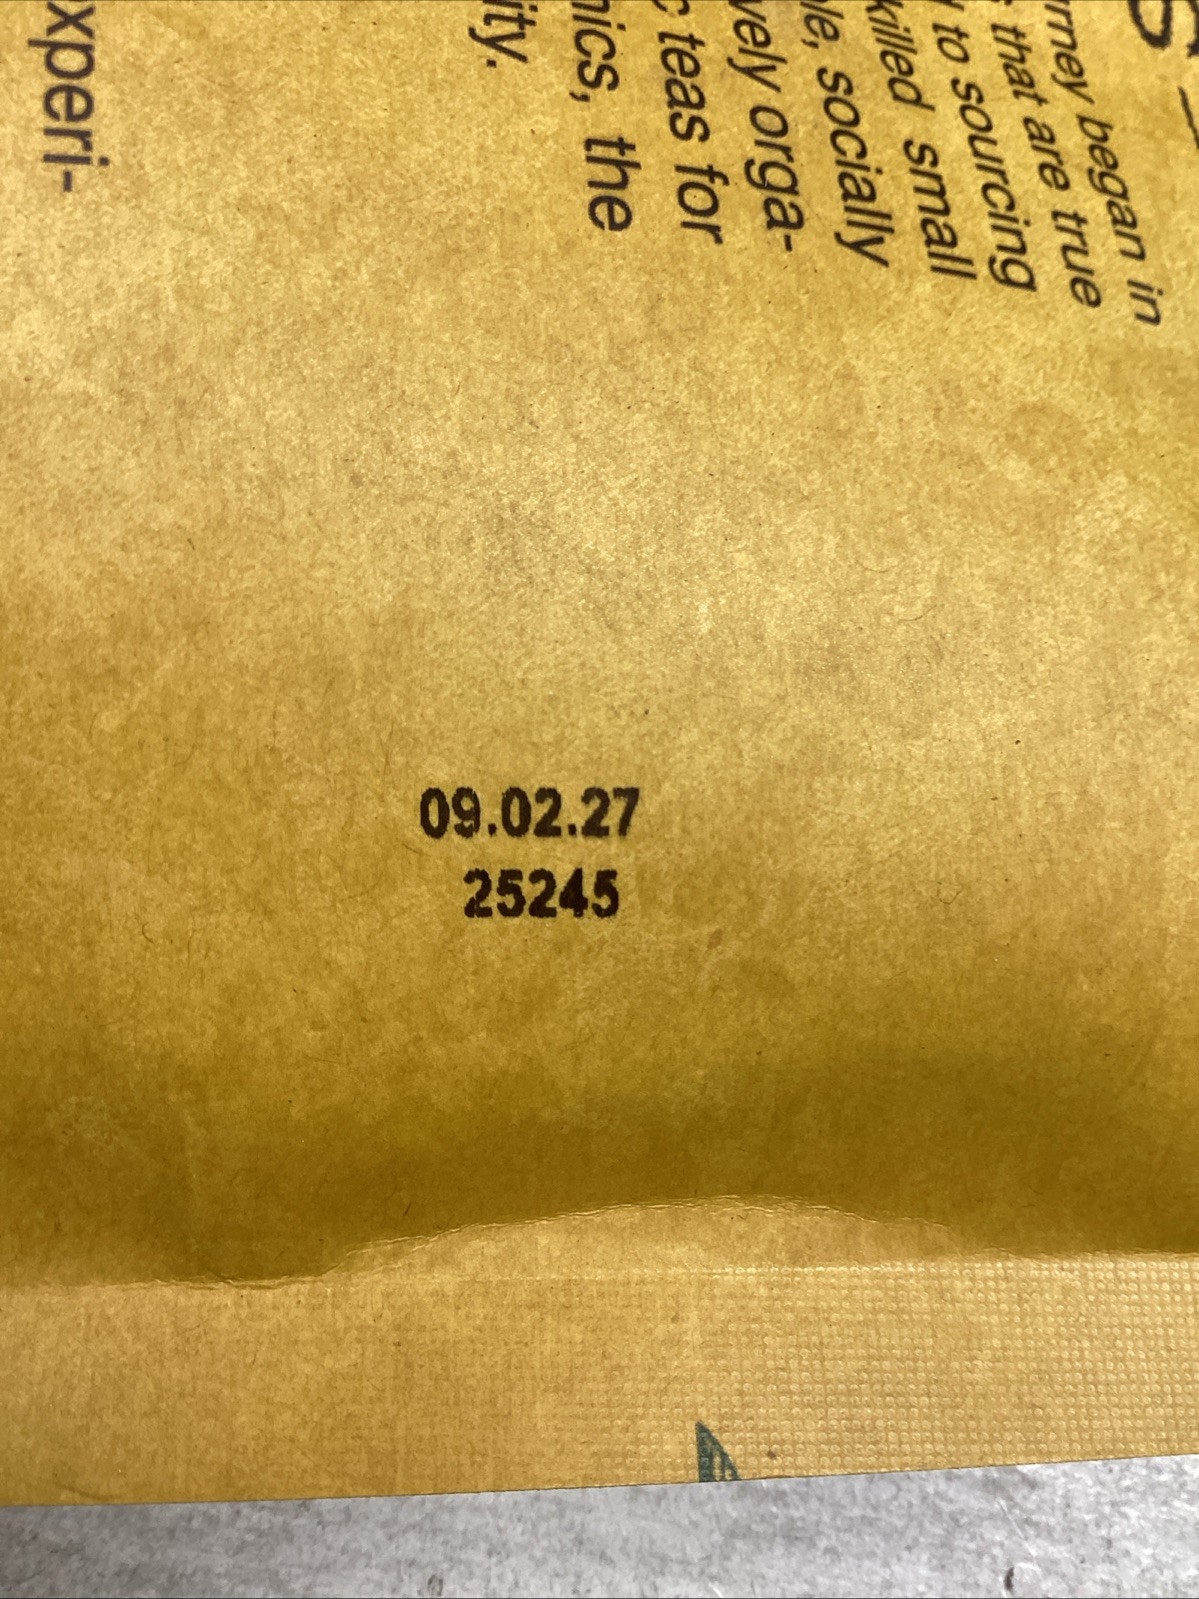 urney began in
that are true
to sourcing
killed small
le, socially
vely orga-
c teas for
nics, the
ity.
xperi-
09.02.27
25245